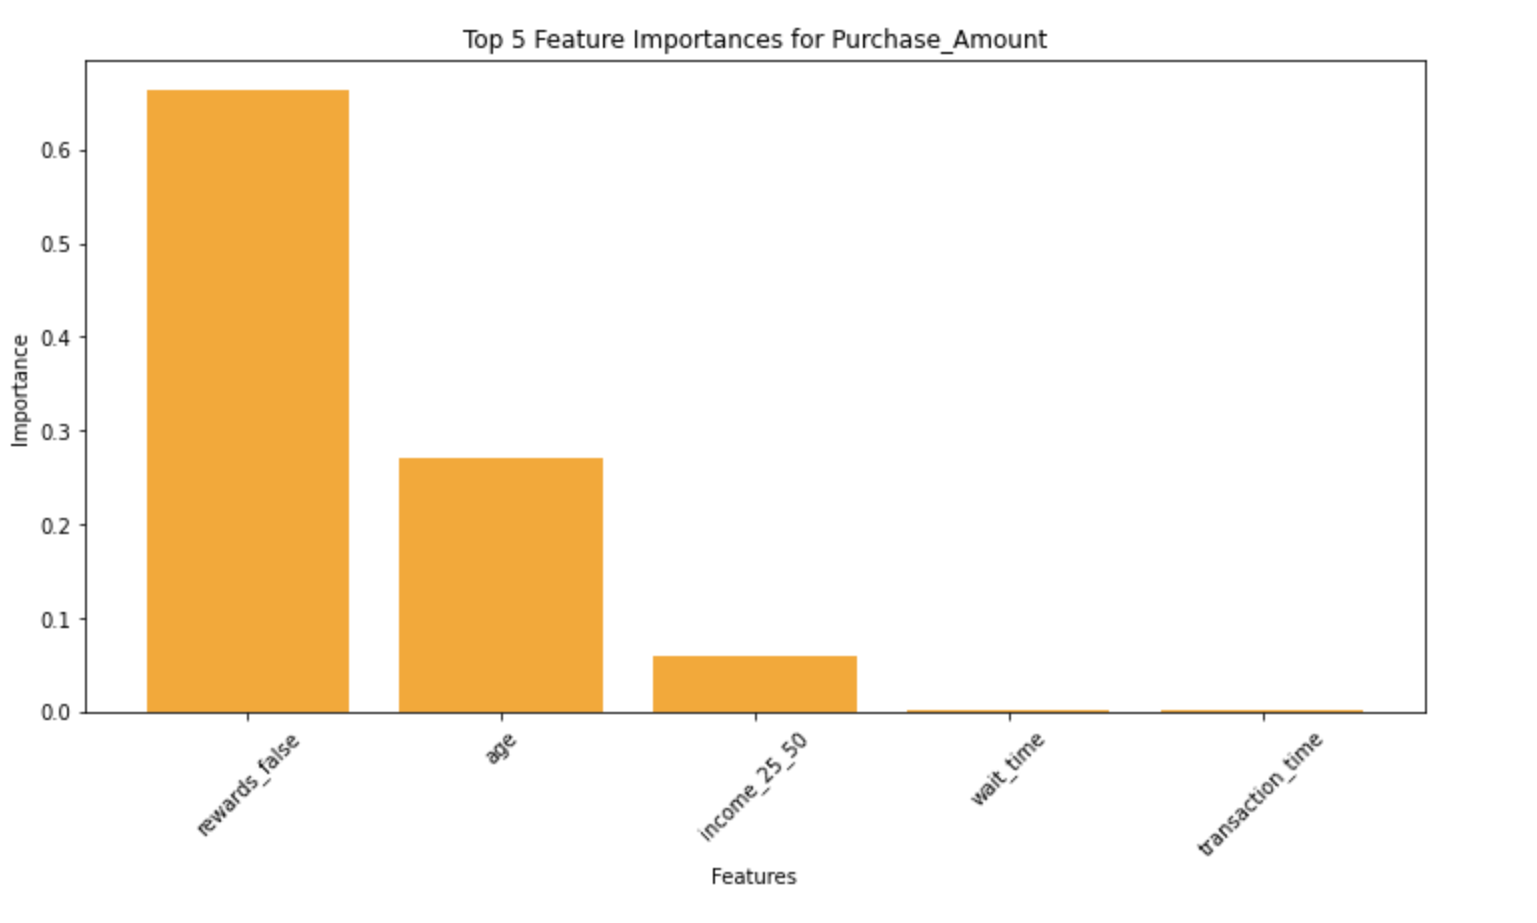 Top 5 Feature Importances for Purchase_Amount
Importance
0.6
0.5
0.4
0.3
0.2
0.1
0.0
rewards_false
age
income_25_50
wait_time
transaction_time
Features